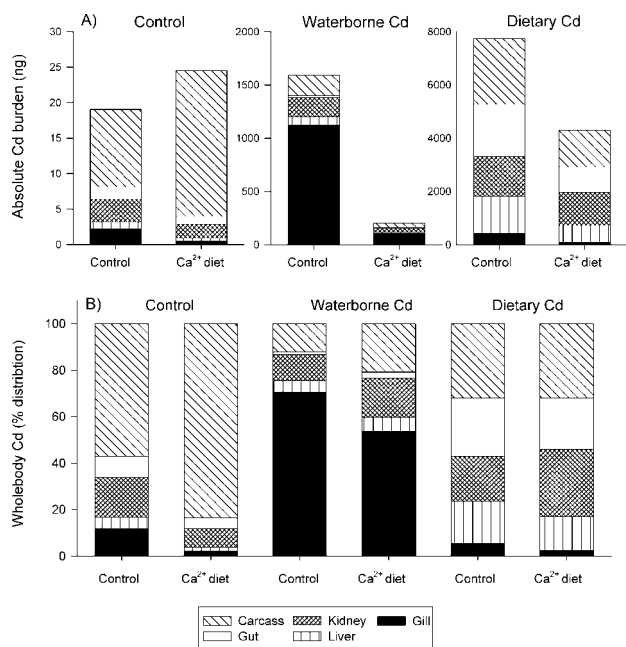 A) Control Waterborne Cd Dietary Cd
Absolute Cd burden (ng)
30
25
20
15
10
5
0
2000
1500
1000
500
0
8000
6000
4000
2000
0
Control Ca²⁺ diet Control Ca²⁺ diet Control Ca²⁺ diet
B) Control Waterborne Cd Dietary Cd
Wholebody Cd (% distribtion)
100
80
60
40
20
0
Control Ca²⁺ diet Control Ca²⁺ diet Control Ca²⁺ diet
Carcass Kidney Gill
Gut Liver